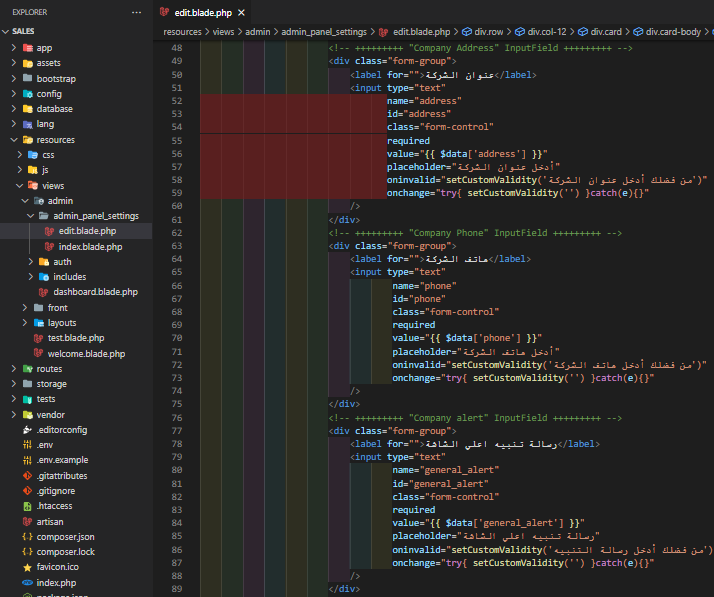 EXPLORER ...
SALES
app
assets
bootstrap
config
database
lang
resources
css
js
views
admin
admin_panel_settings
edit.blade.php
index.blade.php
auth
includes
dashboard.blade.php
front
layouts
test.blade.php
welcome.blade.php
routes
storage
tests
vendor
.editorconfig
.env
.env.example
.gitattributes
.gitignore
.htaccess
artisan
composer.json
composer.lock
favicon.ico
index.php
package.json
edit.blade.php
resources > views > admin > admin_panel_settings > edit.blade.php > div.row > div.col-12 > div.card > div.card-body >
48 <!-- +++++++++ "Company Address" InputField +++++++++ -->
49 <div class="form-group">
50 <label for="">عنوان الشركة</label>
51 <input type="text"
52 name="address"
53 id="address"
54 class="form-control"
55 required
56 value="{{ $data['address'] }}"
57 placeholder="أدخل عنوان الشركة"
58 oninvalid="setCustomValidity('من فضلك أدخل عنوان الشركة')"
59 onchange="try{ setCustomValidity('') }catch(e){}"
60 />
61 </div>
62 <!-- +++++++++ "Company Phone" InputField +++++++++ -->
63 <div class="form-group">
64 <label for="">هاتف الشركة</label>
65 <input type="text"
66 name="phone"
67 id="phone"
68 class="form-control"
69 required
70 value="{{ $data['phone'] }}"
71 placeholder="أدخل هاتف الشركة"
72 oninvalid="setCustomValidity('من فضلك أدخل هاتف الشركة')"
73 onchange="try{ setCustomValidity('') }catch(e){}"
74 />
75 </div>
76 <!-- +++++++++ "Company alert" InputField +++++++++ -->
77 <div class="form-group">
78 <label for="">رسالة تنبيه اعلي الشاشة</label>
79 <input type="text"
80 name="general_alert"
81 id="general_alert"
82 class="form-control"
83 required
84 value="{{ $data['general_alert'] }}"
85 placeholder="رسالة تنبيه اعلي الشاشة"
86 oninvalid="setCustomValidity('من فضلك أدخل رسالة التنبيه
87 onchange="try{ setCustomValidity('') }catch(e){}"
88 />
89 </div>